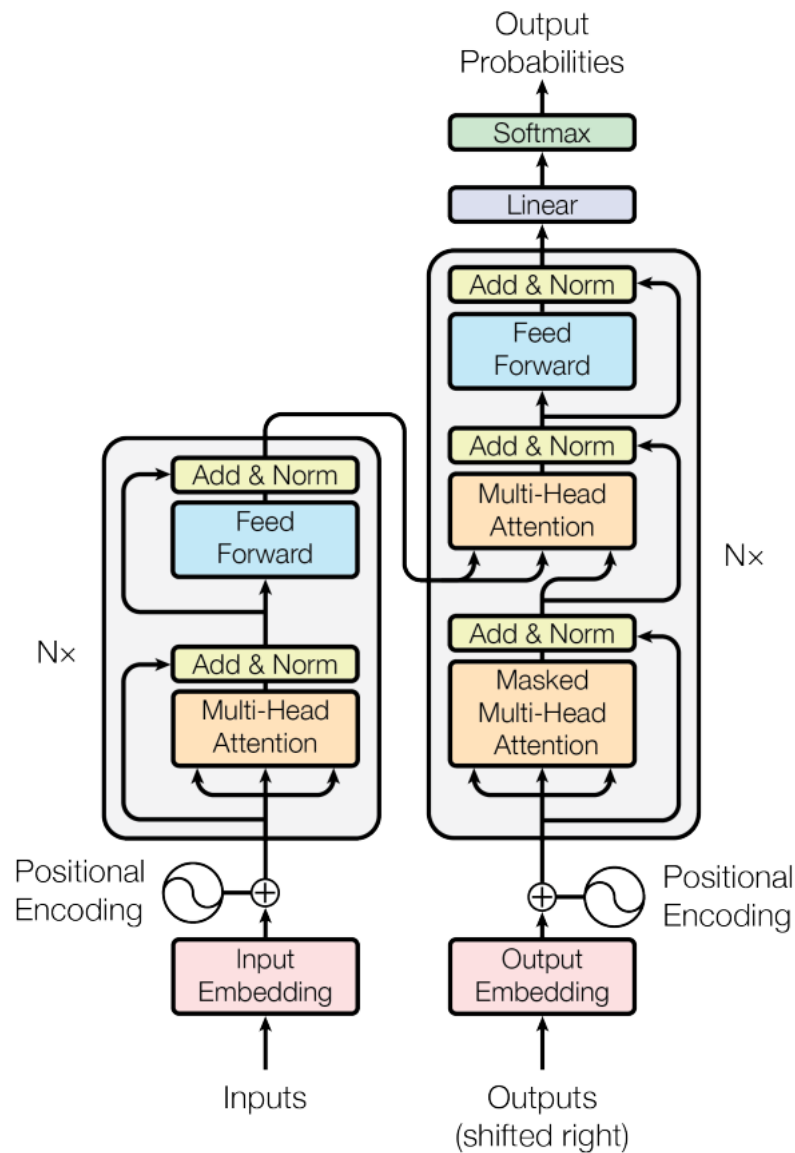 Output
Probabilities
Softmax
Linear
Add & Norm
Feed
Forward
Add & Norm
Multi-Head
Attention
Add & Norm
Masked
Multi-Head
Attention
N×
Add & Norm
Feed
Forward
Add & Norm
Multi-Head
Attention
N×
Positional
Encoding
Positional
Encoding
Input
Embedding
Output
Embedding
Inputs
Outputs
(shifted right)